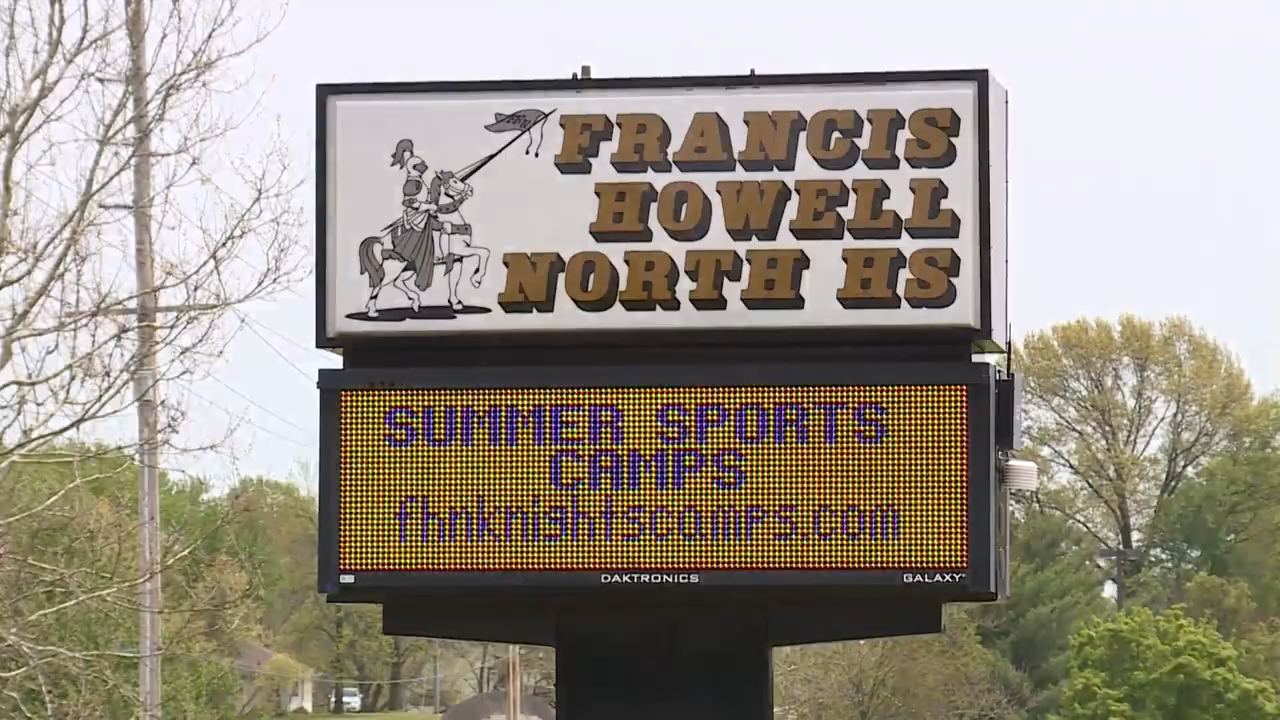 FRANCIS
HOWELL
NORTH HS
SUMMER SPORTS
CAMPS
fhnknightscamps.com
DAKTRONICS
GALAXY